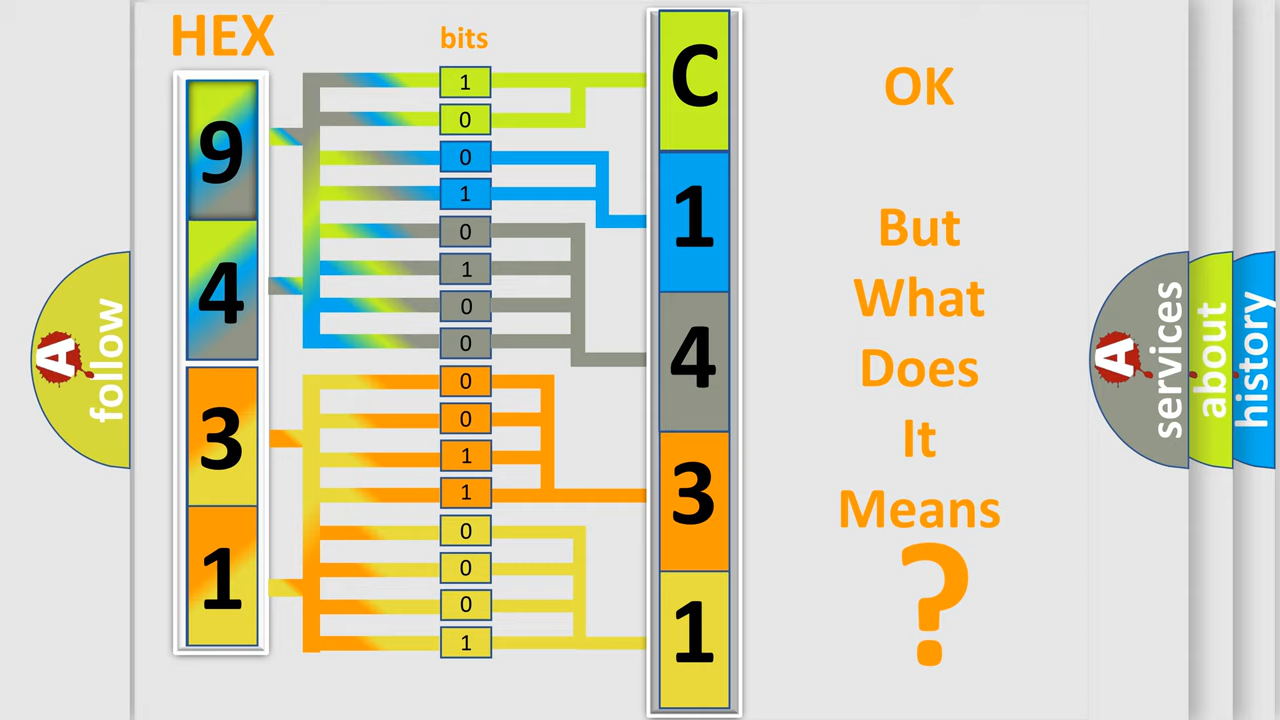 HEX
bits
9
4
3
1
1
0
0
1
0
1
0
0
0
0
1
1
0
0
0
1
C
1
4
3
1
OK
But
What
Does
It
Means
?
A
follow
A
services
about
history